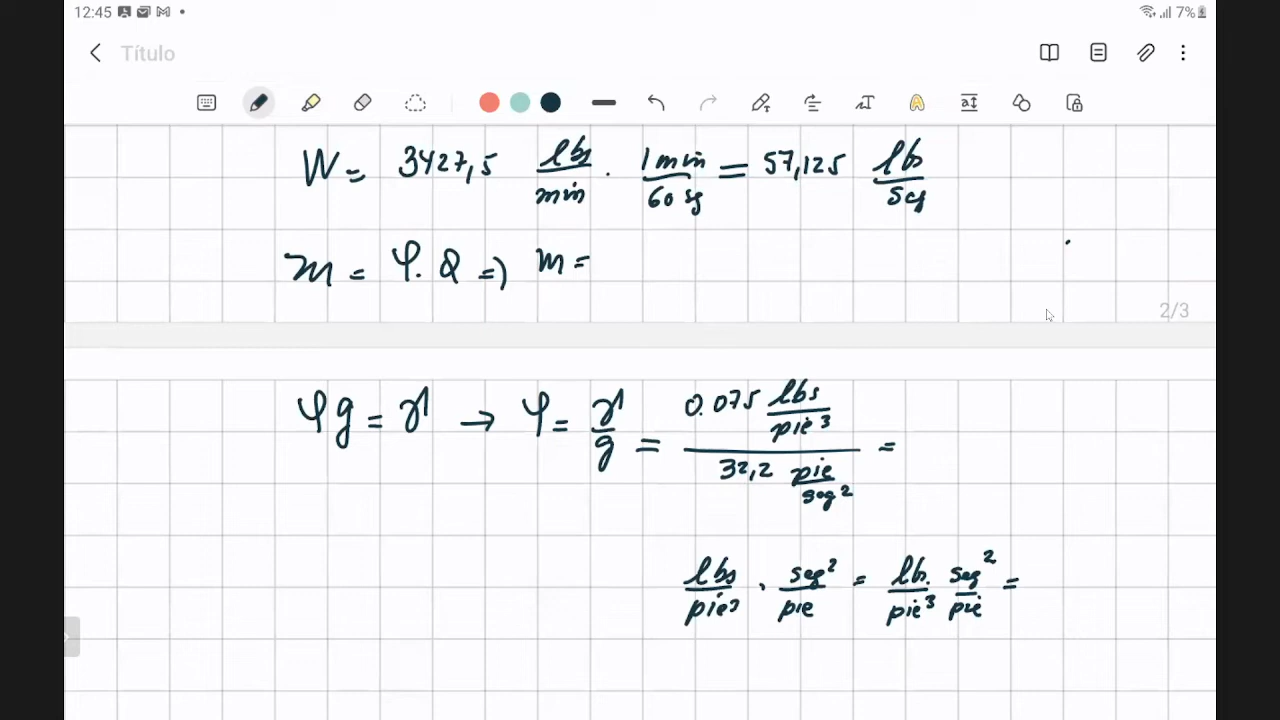 12:45 7%
Título
W = 3427,5 lbs/min · 1 min/60 sg = 57,125 lb/seg
m = φ. Q => m =
2/3
φg = γ → φ = γ/g = 0.075 lbs/pie³ / 32,2 pie/seg² =
lbs/pie³ · seg²/pie = lb./pie³ seg²/pie =